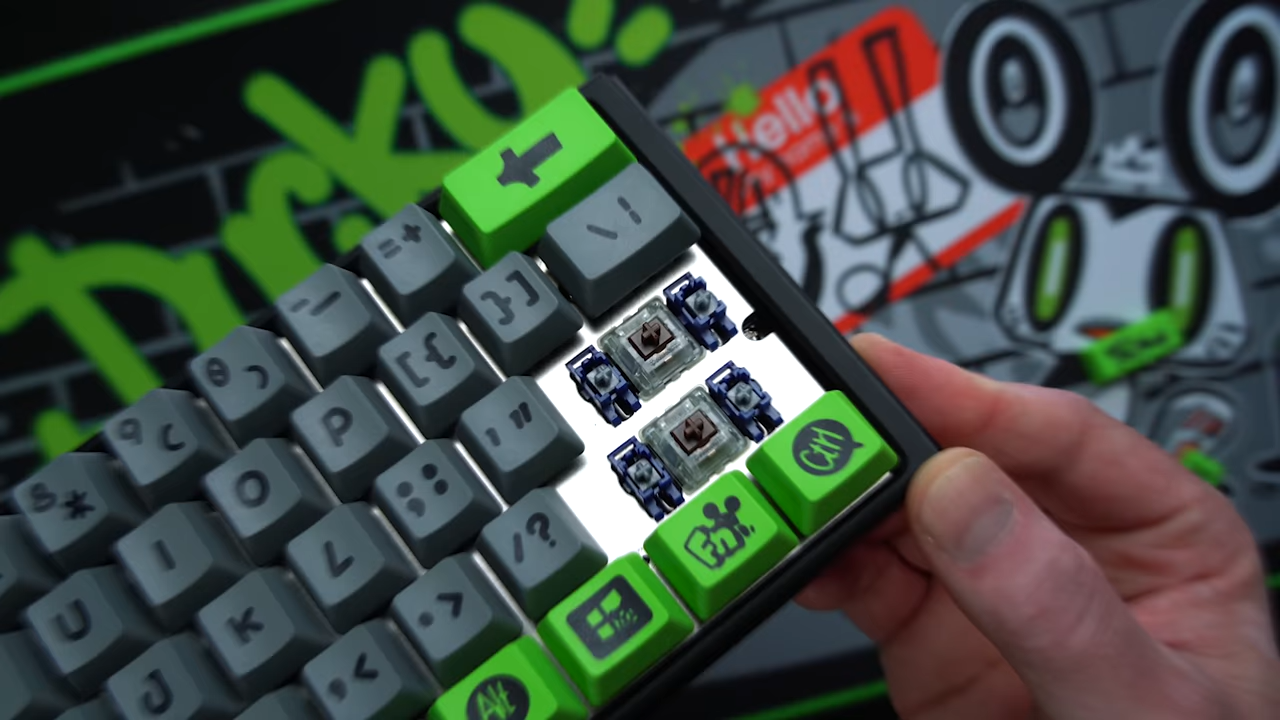 Hello
= +
- _
0 )
9 (
8 *
\ |
} ]
[ {
P
O
I
U
' "
: ;
L
K
J
/ ?
. >
, <
Ctrl
Fn
Alt